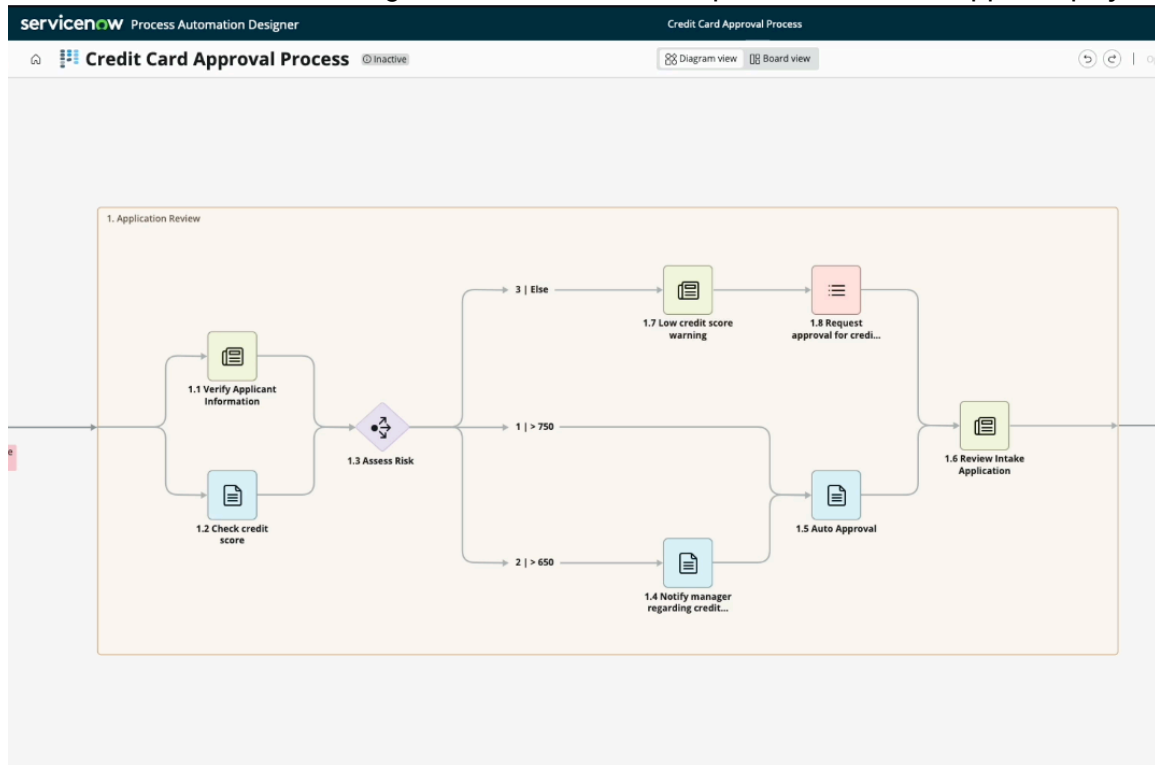 servicenow Process Automation Designer
Credit Card Approval Process
Credit Card Approval Process
Inactive
Diagram view
Board view
1. Application Review
3 | Else
1.7 Low credit score
warning
1.8 Request
approval for credi...
1.1 Verify Applicant
Information
1 | > 750
1.3 Assess Risk
1.6 Review Intake
Application
e
1.2 Check credit
score
1.5 Auto Approval
2 | > 650
1.4 Notify manager
regarding credit...